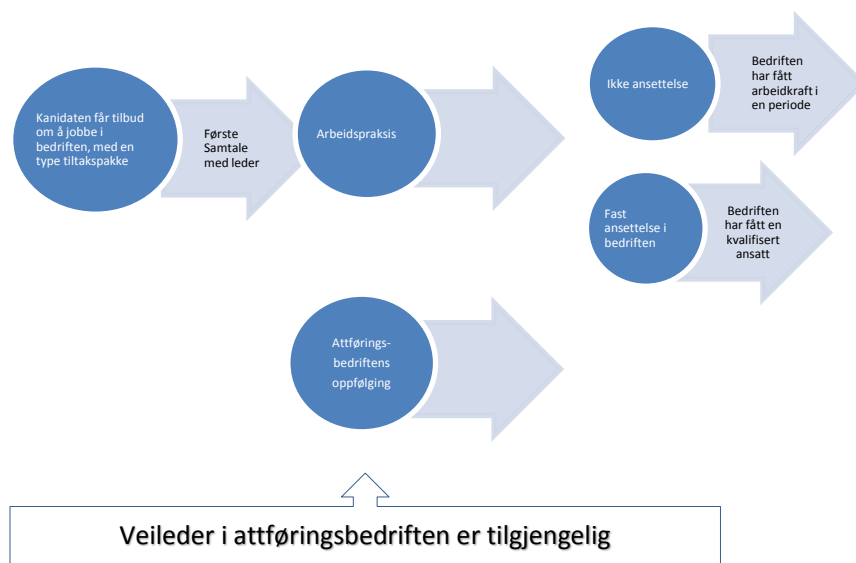 Kanidaten får tilbud
om å jobbe i
bedriften, med en
type tiltakspakke
Første
Samtale
med leder
Arbeidspraksis
Ikke ansettelse
Bedriften
har fått
arbeidkraft i
en periode
Fast
ansettelse i
bedriften
Bedriften
har fått en
kvalifisert
ansatt
Attførings-
bedriftens
oppfølging
Veileder i attføringsbedriften er tilgjengelig